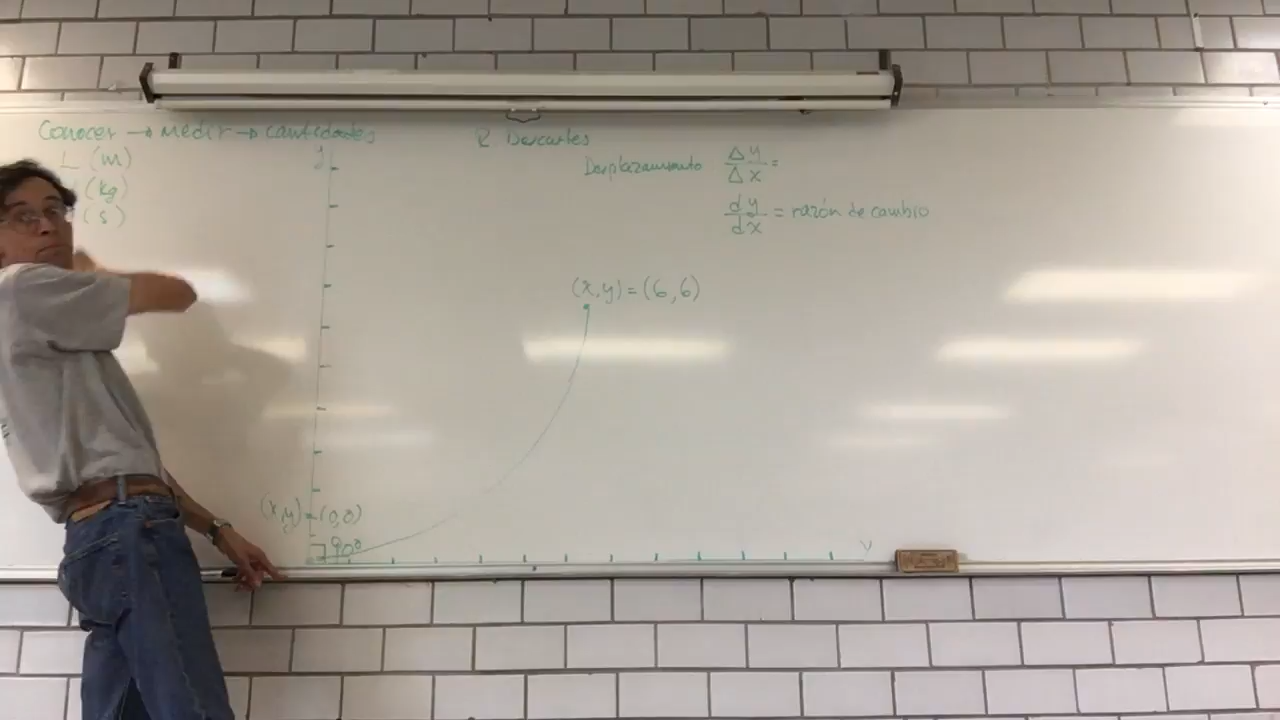 Conocer → medir → cantidades
L (m)
(kg)
(s)
R. Descartes
Desplazamiento Δy/Δx =
dy/dx = razón de cambio
y
(x,y) = (6,6)
(x,y) = (0,0)
90°